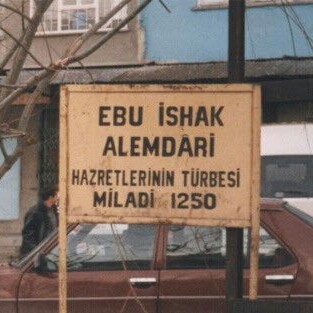 EBU İSHAK
ALEMDÂRİ
HAZRETLERİNİN TÜRBESİ
MİLADİ 1250